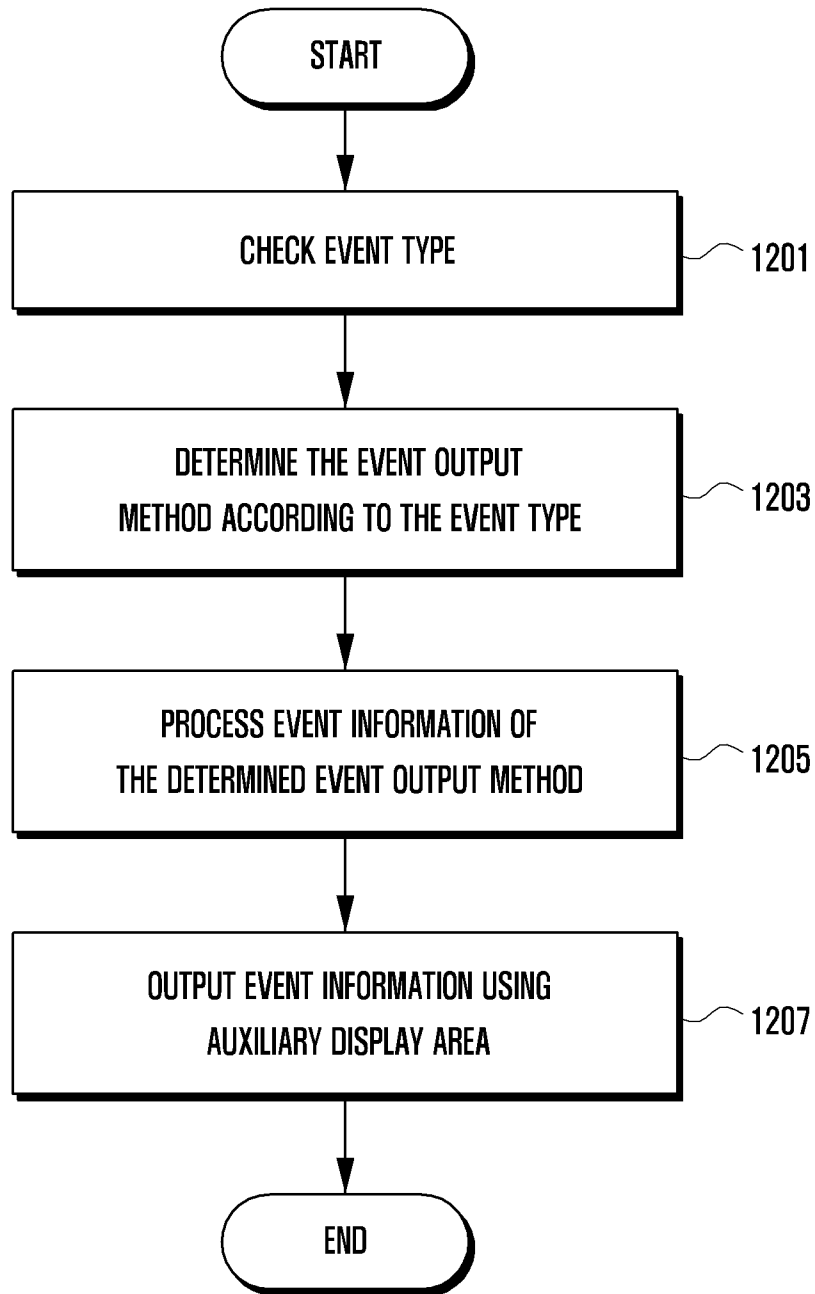 START
CHECK EVENT TYPE
1201
DETERMINE THE EVENT OUTPUT
METHOD ACCORDING TO THE EVENT TYPE
1203
PROCESS EVENT INFORMATION OF
THE DETERMINED EVENT OUTPUT METHOD
1205
OUTPUT EVENT INFORMATION USING
AUXILIARY DISPLAY AREA
1207
END